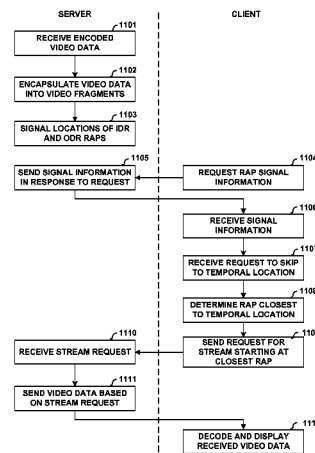 SERVER
CLIENT
1101
RECEIVE ENCODED
VIDEO DATA
1102
ENCAPSULATE VIDEO DATA
INTO VIDEO FRAGMENTS
1103
SIGNAL LOCATIONS OF IDR
AND ODR RAPS
1105
SEND SIGNAL INFORMATION
IN RESPONSE TO REQUEST
1104
REQUEST RAP SIGNAL
INFORMATION
1106
RECEIVE SIGNAL
INFORMATION
1107
RECEIVE REQUEST TO SKIP
TO TEMPORAL LOCATION
1108
DETERMINE RAP CLOSEST
TO TEMPORAL LOCATION
110
SEND REQUEST FOR
STREAM STARTING AT
CLOSEST RAP
1110
RECEIVE STREAM REQUEST
1111
SEND VIDEO DATA BASED
ON STREAM REQUEST
111
DECODE AND DISPLAY
RECEIVED VIDEO DATA